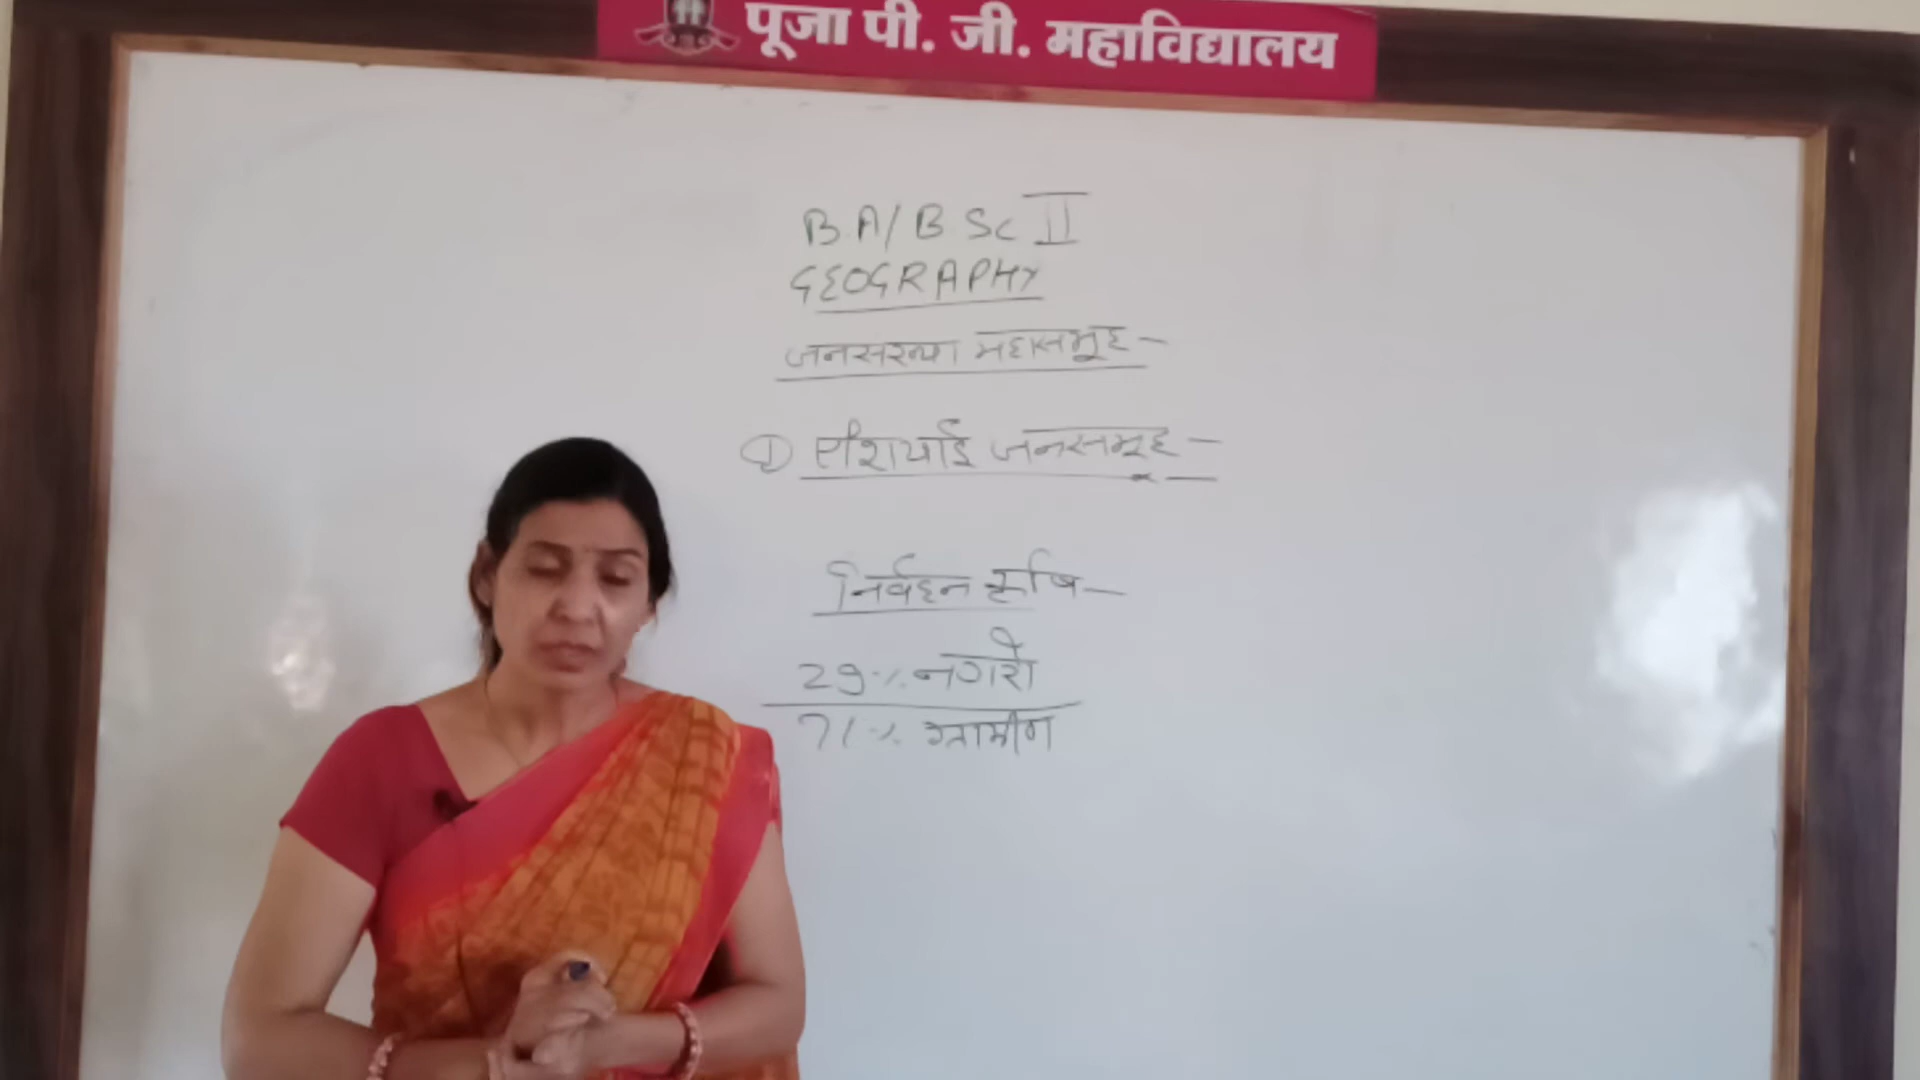 पूजा पी. जी. महाविद्यालय
B.A/B.Sc II
GEOGRAPHY
जनसंख्या महासमूह-
① एशियाई जनसमूह-
निर्वहन कृषि-
29% नगरो
71% ग्रामीण